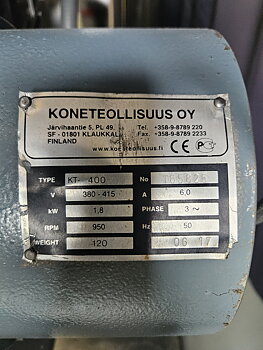 KONETEOLLISUUS OY
Järvihaantie 5, PL 49, Tel. +358-9-8789 220
SF - 01801 KLAUKKALA Fax. +358-9-8789 2233
FINLAND www.koneteollisuus.fi CE
TYPE KT- 400 No
V 380-415 A 6,0
kW 1,8 PHASE 3 ~
RPM 950 Hz 50
WEIGHT 120 06 17